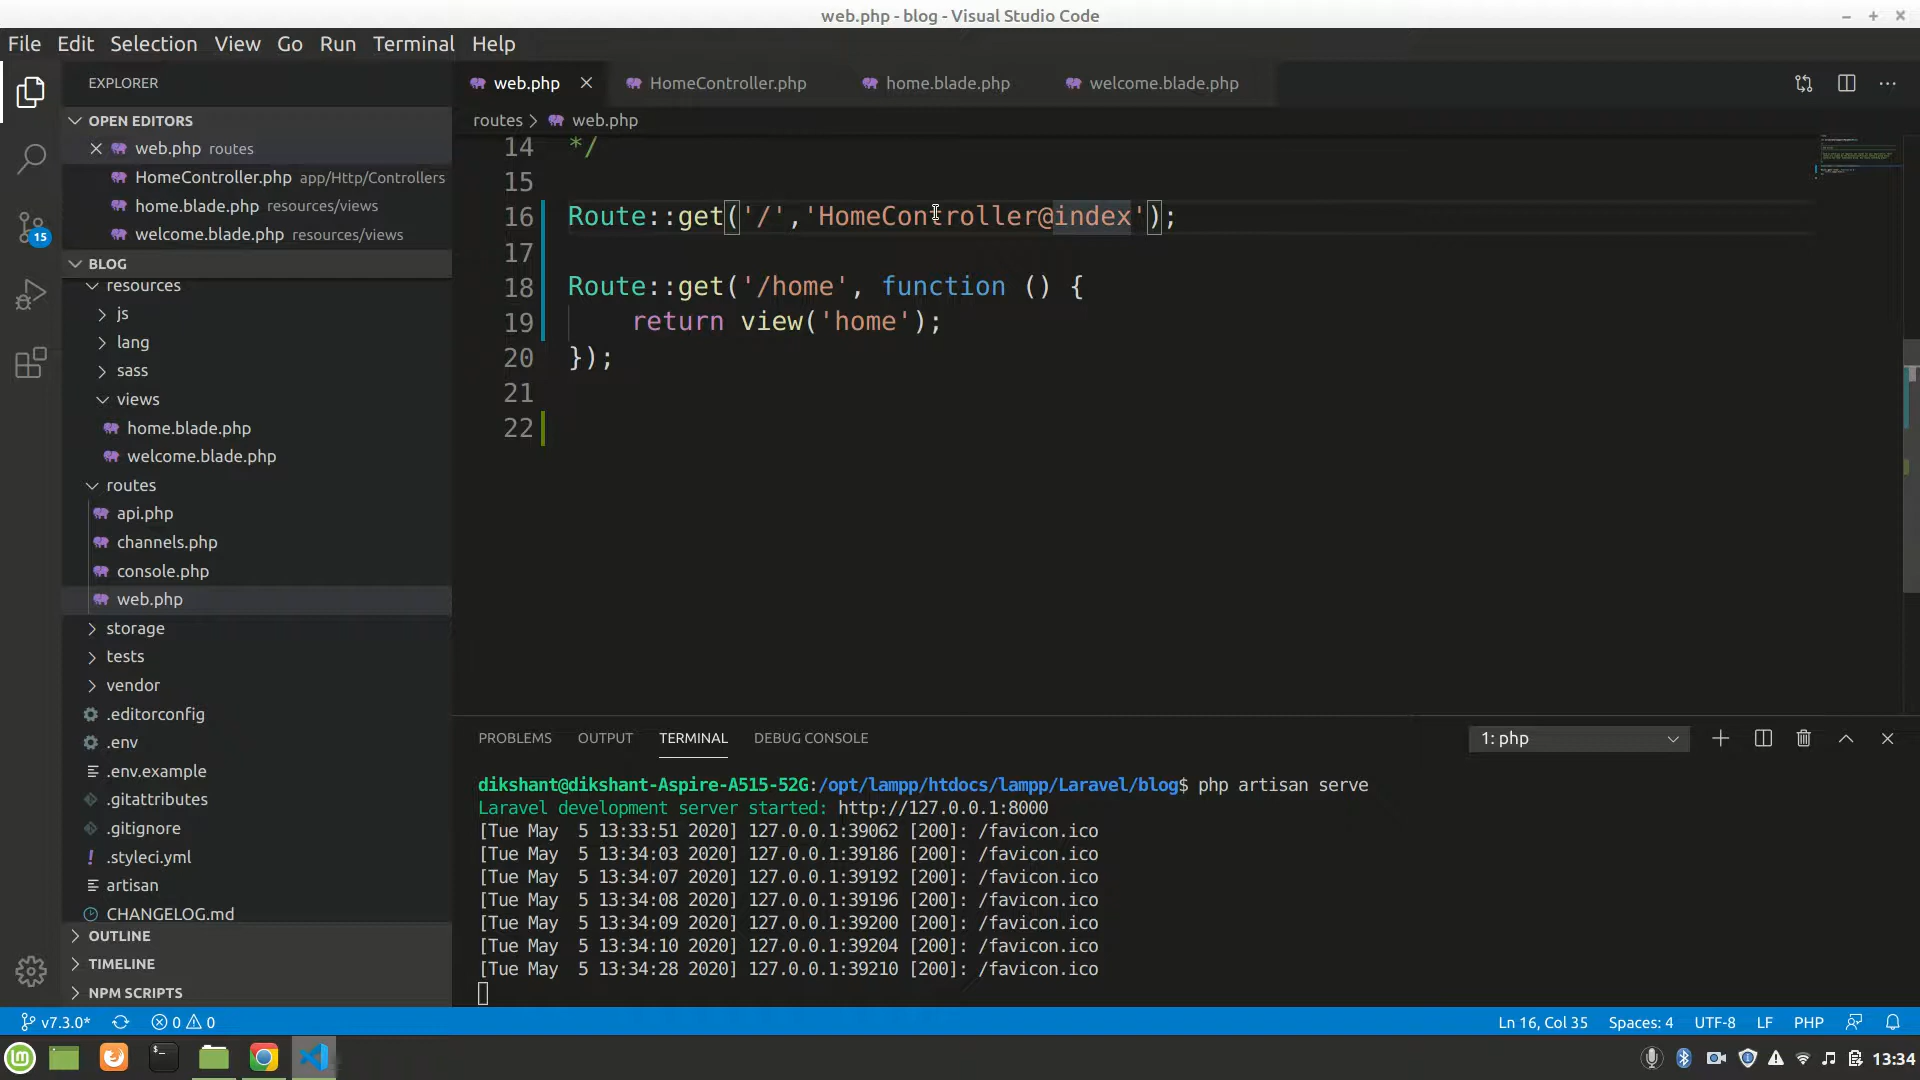 web.php - blog - Visual Studio Code
File Edit Selection View Go Run Terminal Help
EXPLORER
OPEN EDITORS
web.php routes
HomeController.php app/Http/Controllers
home.blade.php resources/views
welcome.blade.php resources/views
15
BLOG
resources
js
lang
sass
views
home.blade.php
welcome.blade.php
routes
api.php
channels.php
console.php
web.php
storage
tests
vendor
.editorconfig
.env
.env.example
.gitattributes
.gitignore
.styleci.yml
artisan
CHANGELOG.md
OUTLINE
TIMELINE
NPM SCRIPTS
web.php HomeController.php home.blade.php welcome.blade.php
routes > web.php
14 */
15
16 Route::get('/','HomeController@index');
17
18 Route::get('/home', function () {
19 return view('home');
20 });
21
22
PROBLEMS OUTPUT TERMINAL DEBUG CONSOLE 1: php
dikshant@dikshant-Aspire-A515-52G:/opt/lampp/htdocs/lampp/Laravel/blog$ php artisan serve
Laravel development server started: http://127.0.0.1:8000
[Tue May  5 13:33:51 2020] 127.0.0.1:39062 [200]: /favicon.ico
[Tue May  5 13:34:03 2020] 127.0.0.1:39186 [200]: /favicon.ico
[Tue May  5 13:34:07 2020] 127.0.0.1:39192 [200]: /favicon.ico
[Tue May  5 13:34:08 2020] 127.0.0.1:39196 [200]: /favicon.ico
[Tue May  5 13:34:09 2020] 127.0.0.1:39200 [200]: /favicon.ico
[Tue May  5 13:34:10 2020] 127.0.0.1:39204 [200]: /favicon.ico
[Tue May  5 13:34:28 2020] 127.0.0.1:39210 [200]: /favicon.ico
v7.3.0* 0 0 Ln 16, Col 35 Spaces: 4 UTF-8 LF PHP
13:34